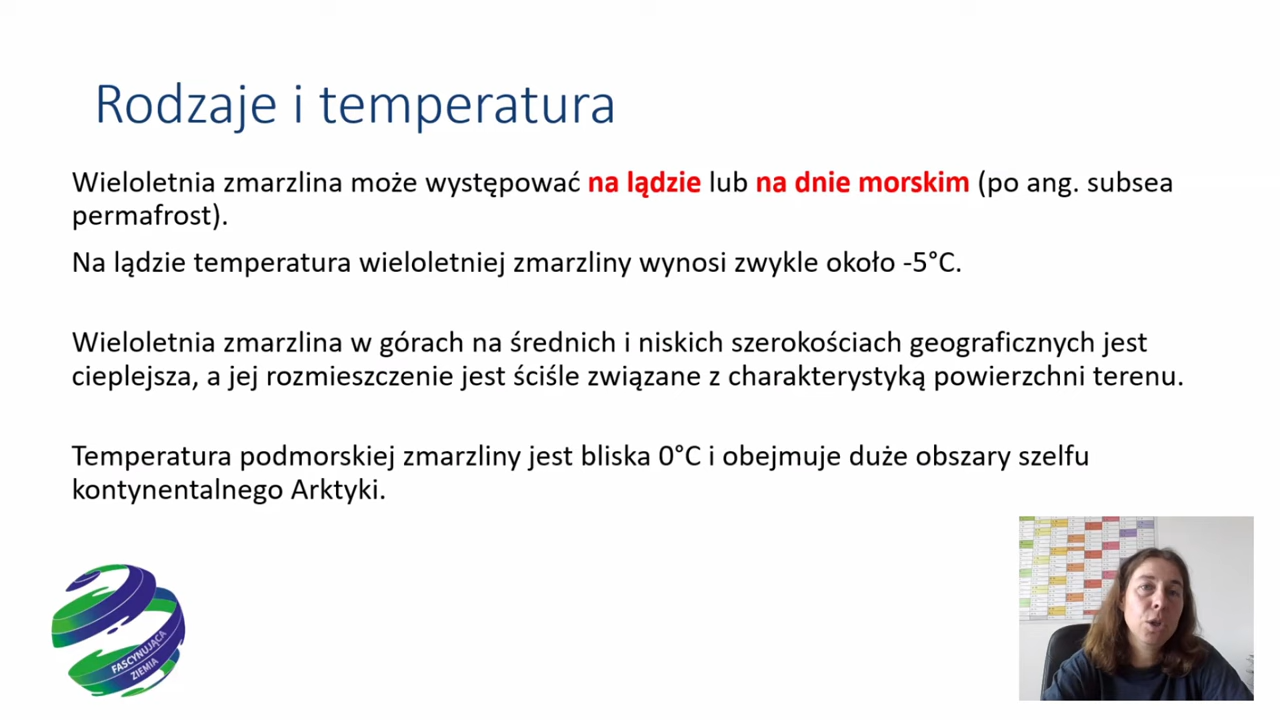 Rodzaje i temperatura
Wieloletnia zmarzlina może występować na lądzie lub na dnie morskim (po ang. subsea
permafrost).
Na lądzie temperatura wieloletniej zmarzliny wynosi zwykle około -5°C.
Wieloletnia zmarzlina w górach na średnich i niskich szerokościach geograficznych jest
cieplejsza, a jej rozmieszczenie jest ściśle związane z charakterystyką powierzchni terenu.
Temperatura podmorskiej zmarzliny jest bliska 0°C i obejmuje duże obszary szelfu
kontynentalnego Arktyki.
FASCYNUJĄCA
ZIEMIA